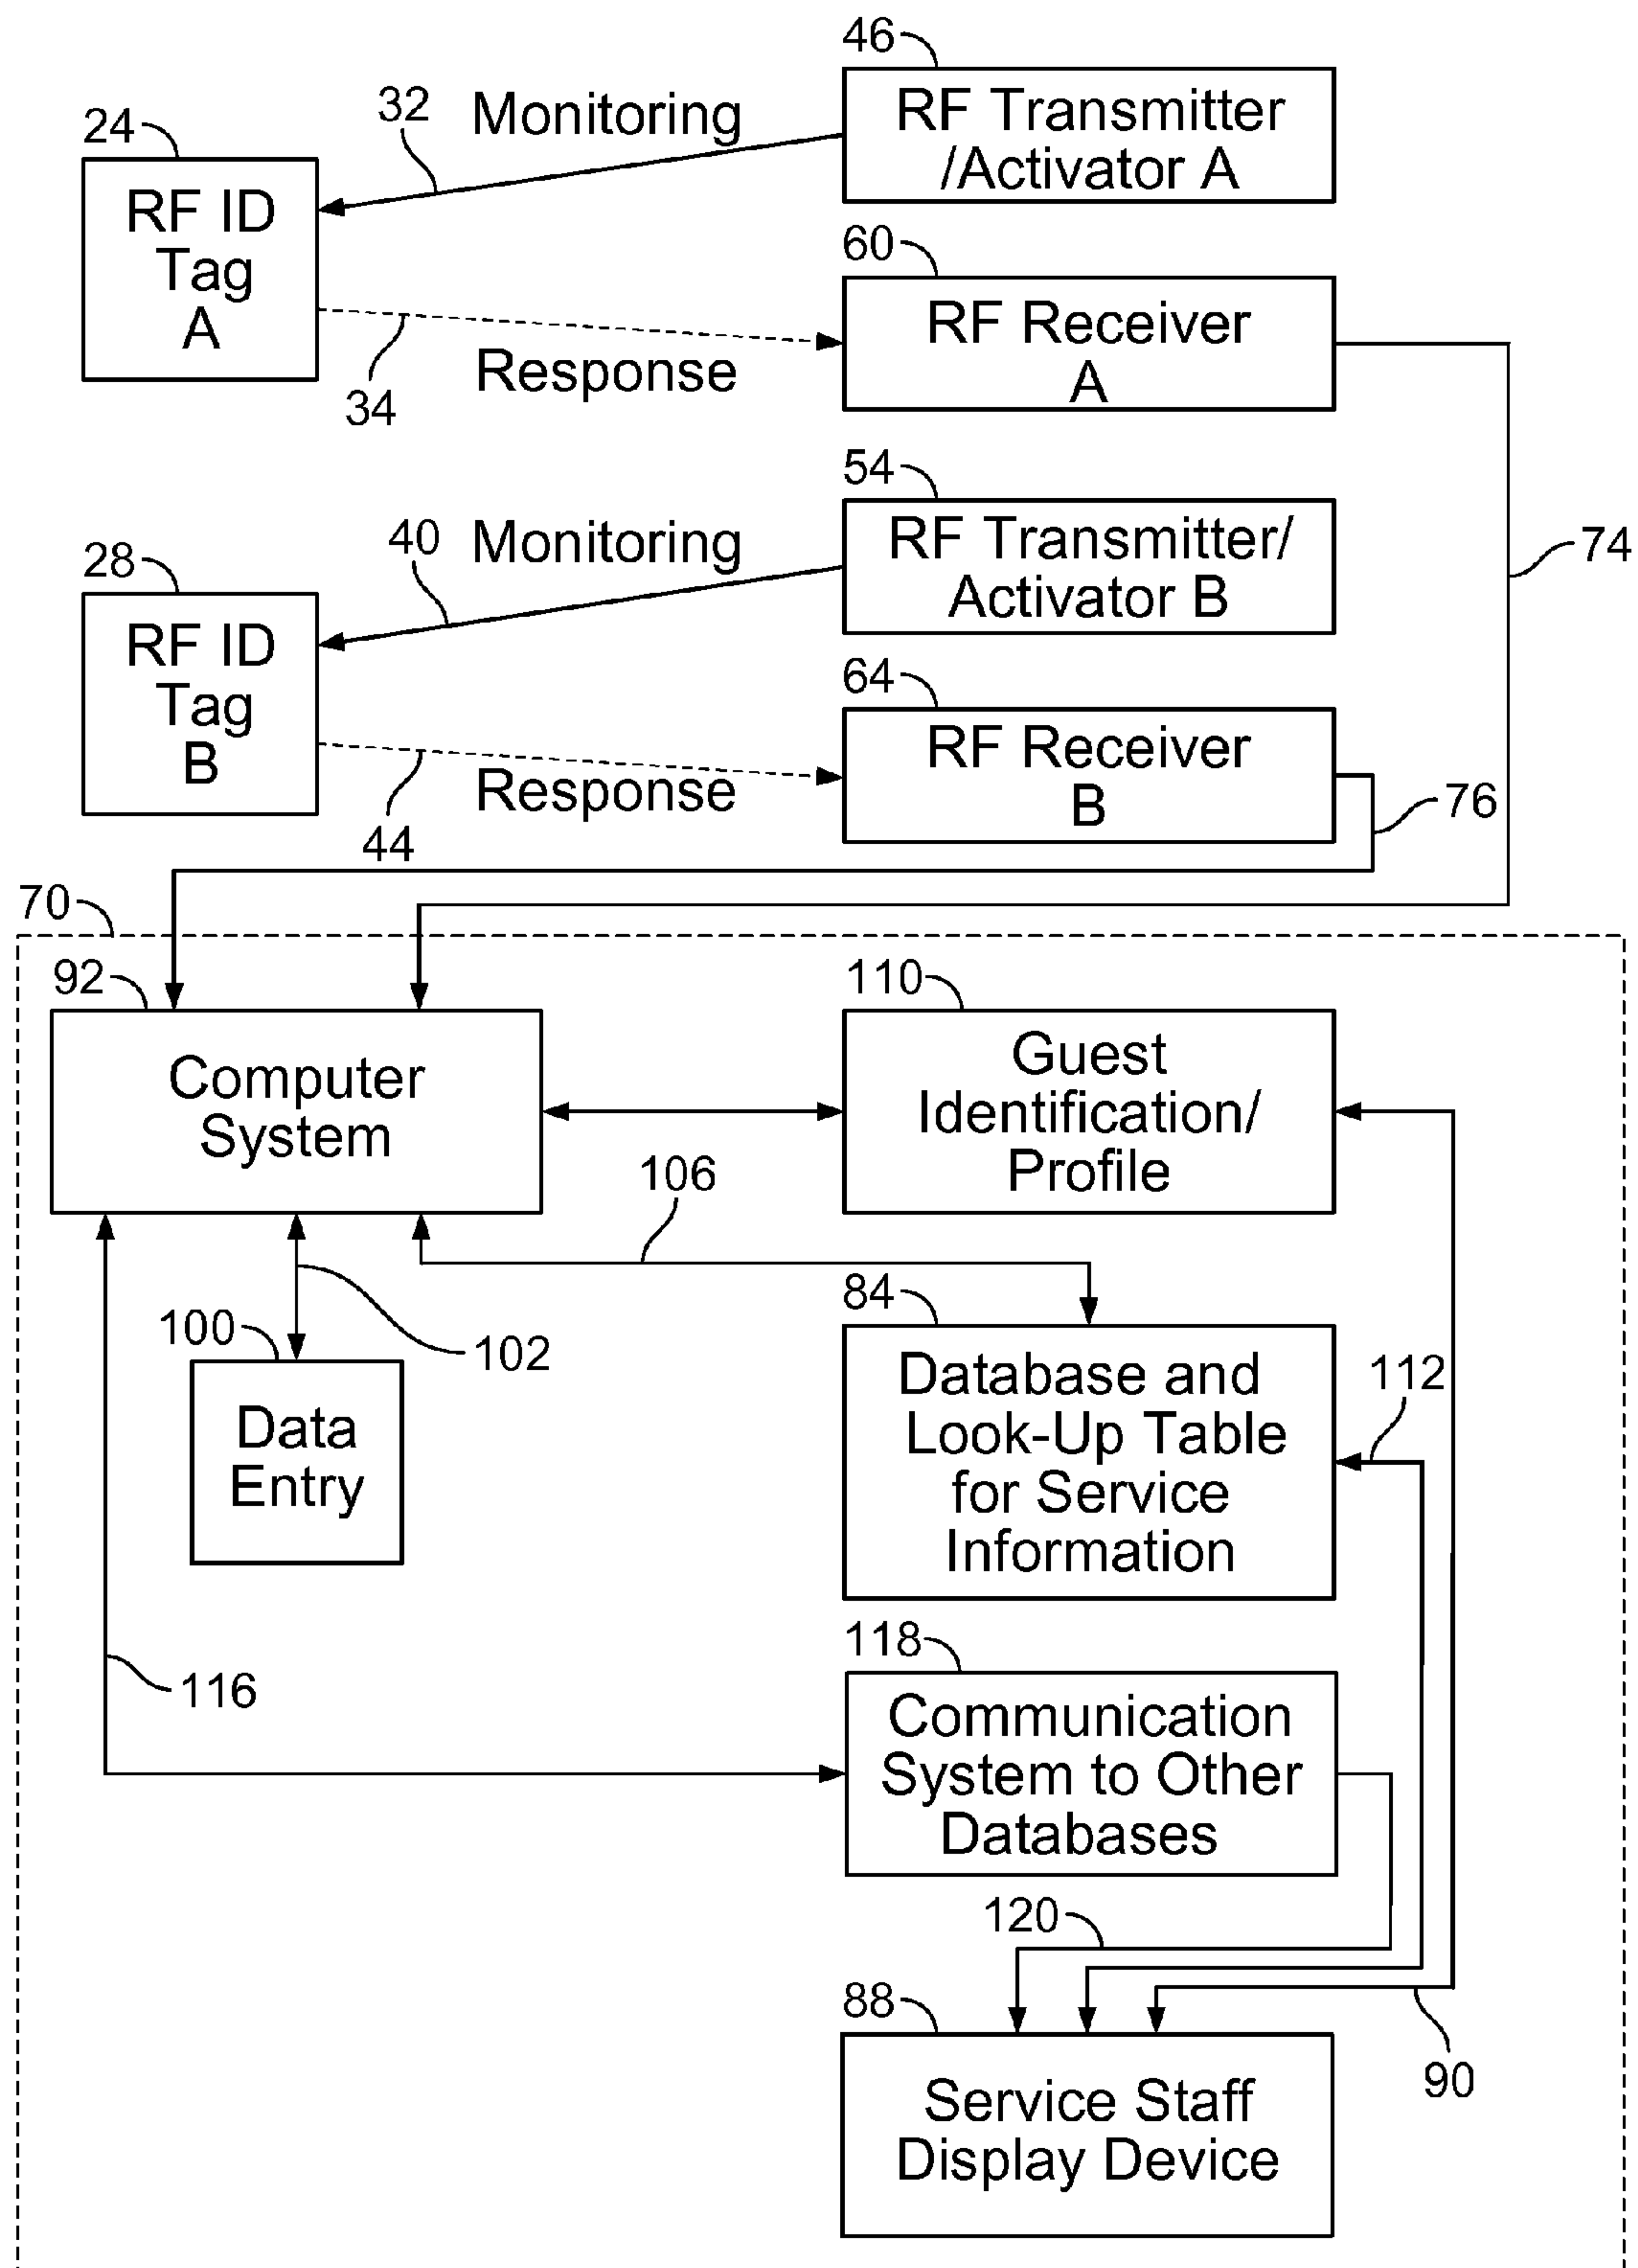 46
RF Transmitter
/Activator A
32
Monitoring
24
RF ID
Tag
A
60
RF Receiver
A
34
Response
54
RF Transmitter/
Activator B
40
Monitoring
74
28
RF ID
Tag
B
64
RF Receiver
B
76
44
Response
70
92
Computer
System
110
Guest
Identification/
Profile
106
84
Database and
Look-Up Table
for Service
Information
112
100
102
Data
Entry
118
Communication
System to Other
Databases
116
120
88
90
Service Staff
Display Device